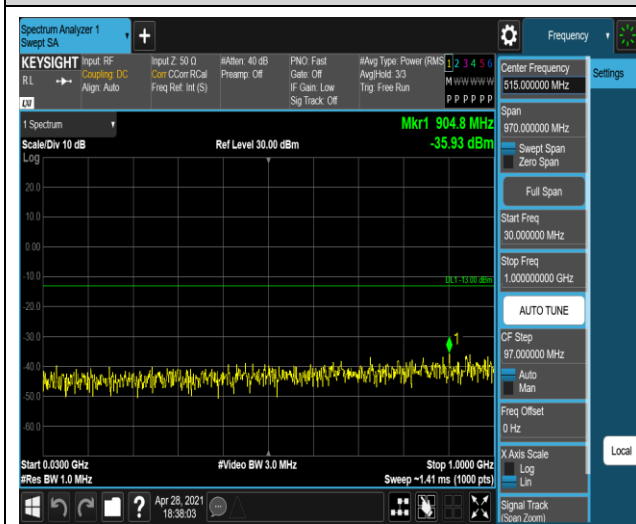 Spectrum Analyzer 1
Swept SA
+
Frequency
KEYSIGHT
RL
LXI
Input: RF
Coupling: DC
Align: Auto
Input Z: 50 Ω
Corr CCorr RCal
Freq Ref: Int (S)
#Atten: 40 dB
Preamp: Off
PNO: Fast
Gate: Off
IF Gain: Low
Sig Track: Off
#Avg Type: Power (RMS
Avg|Hold: 3/3
Trig: Free Run
1 2 3 4 5 6
M W W W W W
P P P P P P
1 Spectrum
Scale/Div 10 dB
Ref Level 30.00 dBm
Mkr1 904.8 MHz
-35.93 dBm
Log
20.0
10.0
0.00
-10.0
DL1 -13.00 dBm
-20.0
-30.0
1
-40.0
-50.0
-60.0
Start 0.0300 GHz
#Video BW 3.0 MHz
Stop 1.0000 GHz
#Res BW 1.0 MHz
Sweep ~1.41 ms (1000 pts)
?
Apr 28, 2021
18:38:03
Center Frequency
515.000000 MHz
Settings
Span
970.000000 MHz
Swept Span
Zero Span
Full Span
Start Freq
30.000000 MHz
Stop Freq
1.000000000 GHz
AUTO TUNE
CF Step
97.000000 MHz
Auto
Man
Freq Offset
0 Hz
X Axis Scale
Log
Lin
Local
Signal Track
(Span Zoom)